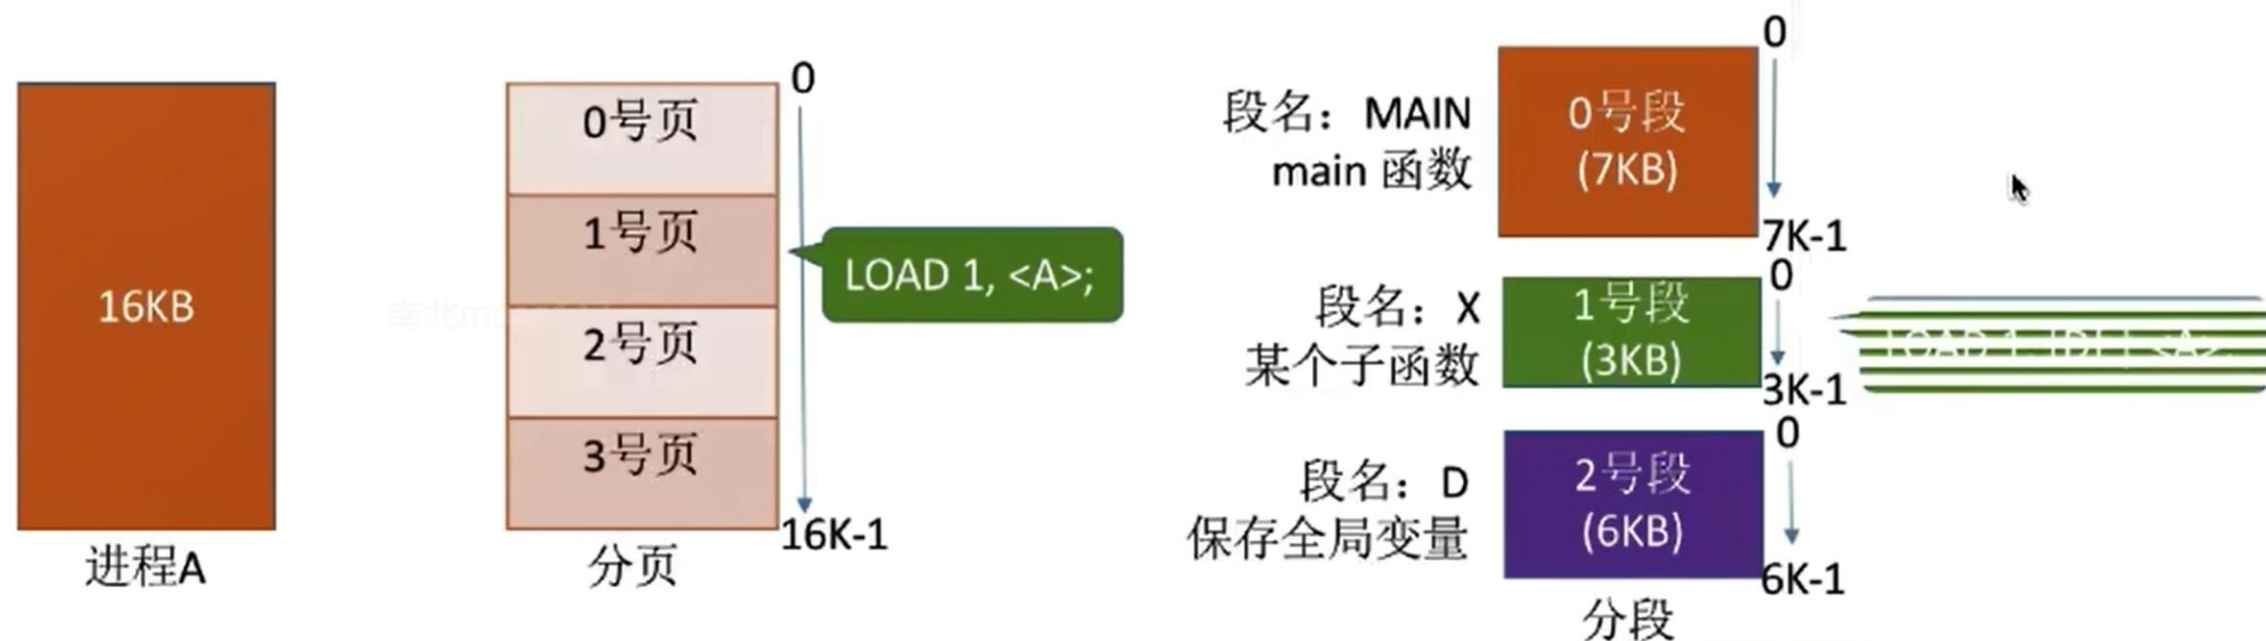 16KB
进程A
0号页
1号页
2号页
3号页
0
16K-1
LOAD 1, <A>;
分页
段名：MAIN
main 函数
0号段
(7KB)
0
7K-1
段名：X
某个子函数
1号段
(3KB)
0
3K-1
段名：D
保存全局变量
2号段
(6KB)
0
6K-1
分段